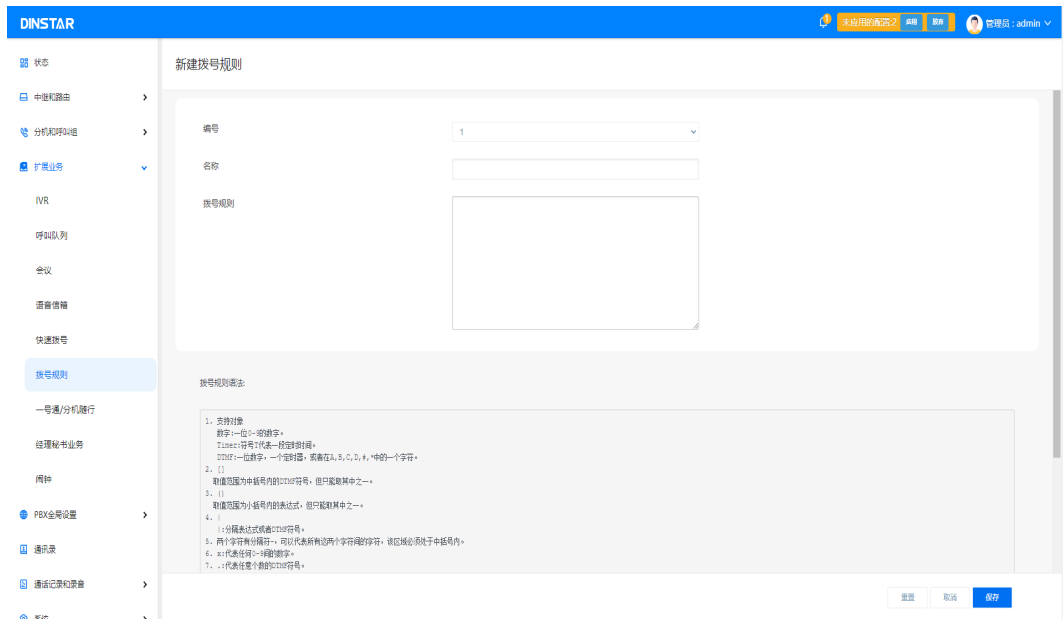 DINSTAR
未应用的配置:2 应用 放弃
管理员 : admin
状态
新建拨号规则
中继和路由
分机和呼叫组
编号
1
扩展业务
名称
IVR
拨号规则
呼叫队列
会议
语音信箱
快速拨号
拨号规则
拨号规则语法:
一号通/分机随行
经理秘书业务
闹钟
PBX全局设置
通讯录
通话记录和录音
系统
1. 支持对象
数字:一位0-9的数字。
Timer:符号T代表一段定时时间。
DTMF:一位数字，一个定时器，或者在A,B,C,D,#,*中的一个字符。
2. []
取值范围为中括号内的DTMF符号，但只能取其中之一。
3. ()
取值范围为小括号内的表达式，但只能取其中之一。
4. |
|:分隔表达式或者DTMF符号。
5. 两个字符有分隔符-，可以代表所有这两个字符间的字符，该区域必须处于中括号内。
6. x:代表任何0-9间的数字。
7. .:代表任意个数的DTMF符号。
重置 取消 保存